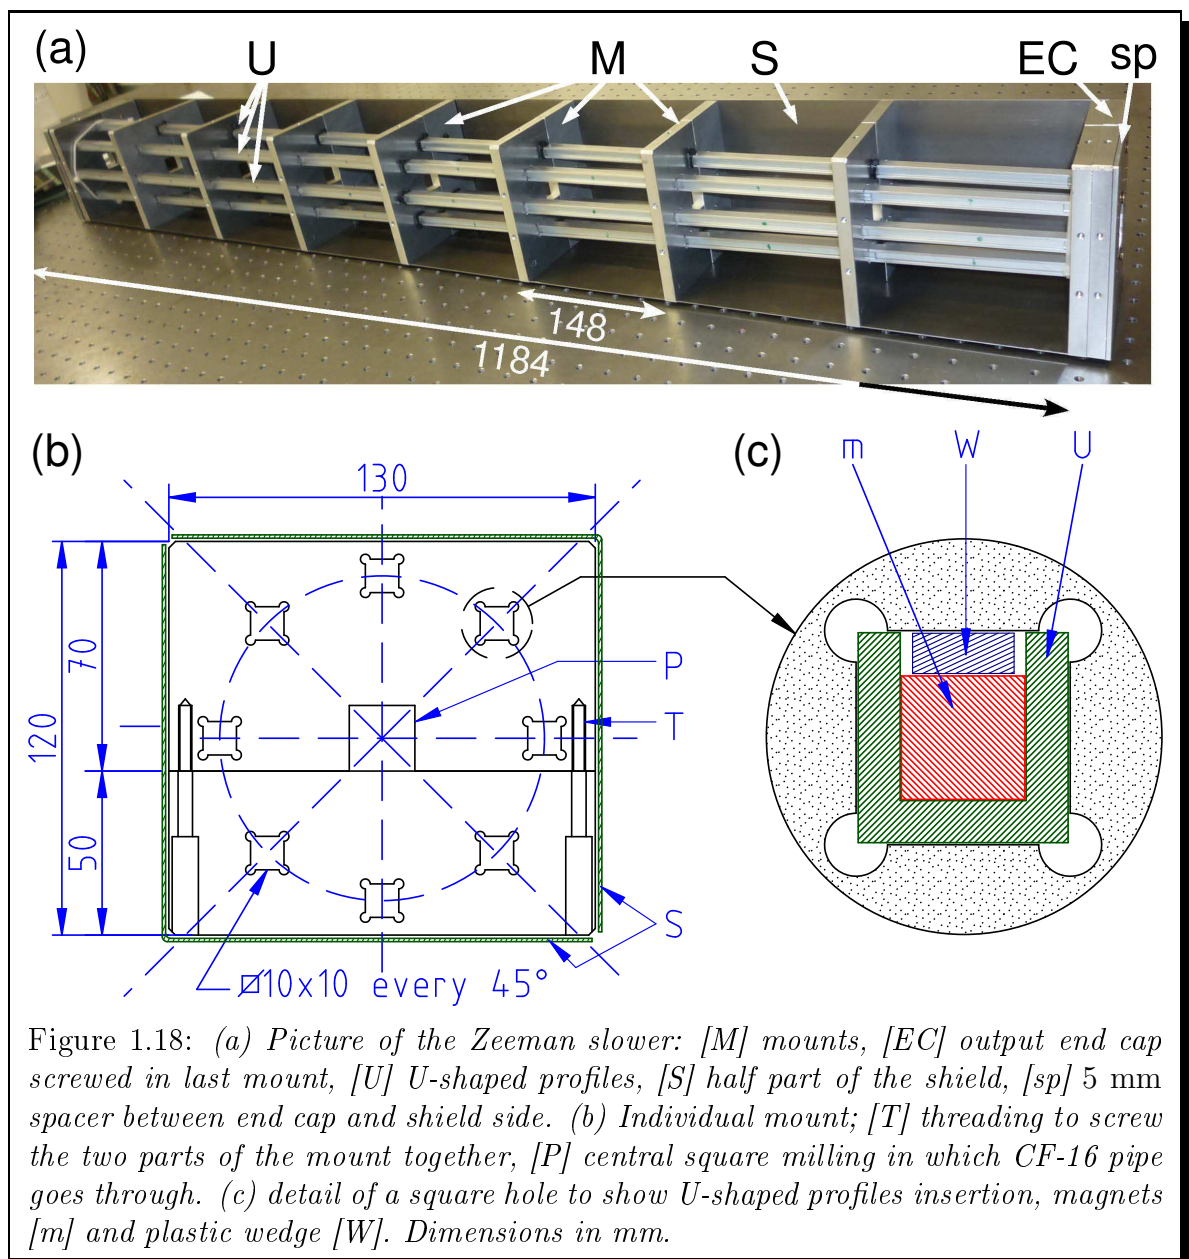 (a)
U
M
S
EC
sp
148
1184
(b)
130
120
70
50
P
T
S
⌀10x10 every 45°
(c)
m
W
U
Figure 1.18: (a) Picture of the Zeeman slower: [M] mounts, [EC] output end cap
screwed in last mount, [U] U-shaped profiles, [S] half part of the shield, [sp] 5 mm
spacer between end cap and shield side. (b) Individual mount; [T] threading to screw
the two parts of the mount together, [P] central square milling in which CF-16 pipe
goes through. (c) detail of a square hole to show U-shaped profiles insertion, magnets
[m] and plastic wedge [W]. Dimensions in mm.